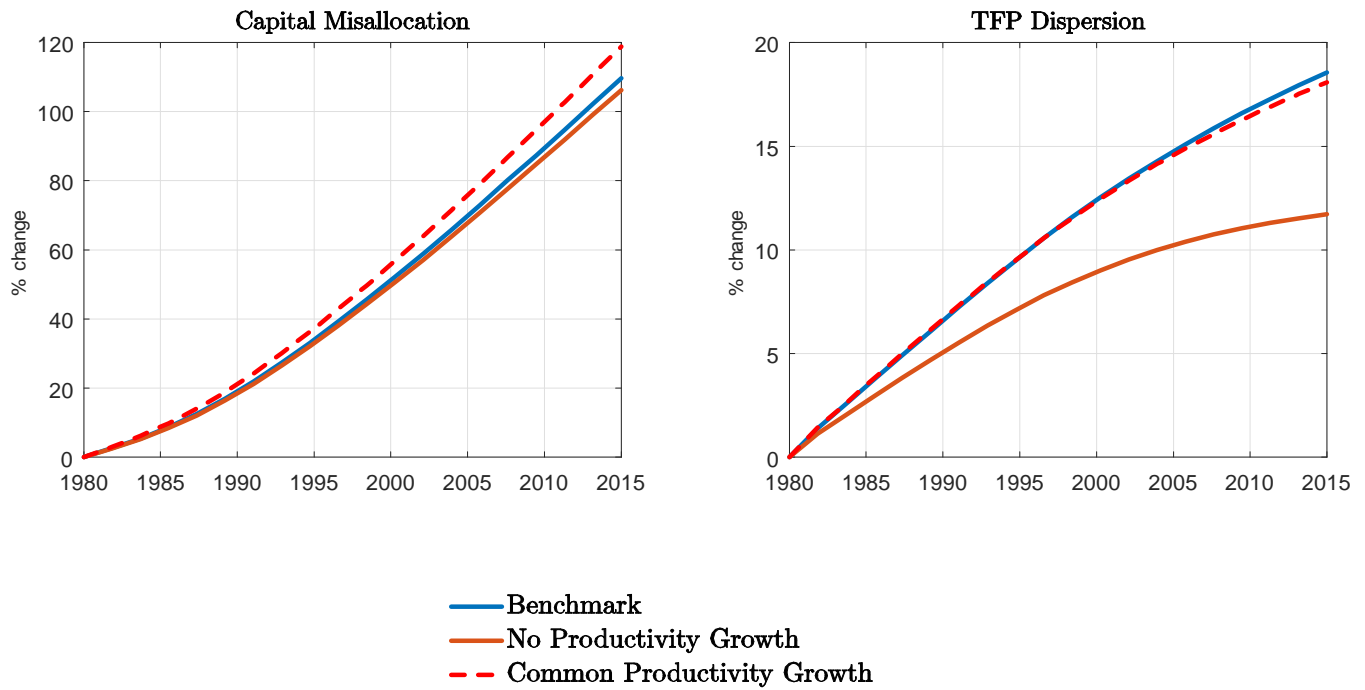 Capital Misallocation
120
100
80
60
40
20
0
% change
1980 1985 1990 1995 2000 2005 2010 2015
TFP Dispersion
20
15
10
5
0
% change
1980 1985 1990 1995 2000 2005 2010 2015
Benchmark
No Productivity Growth
Common Productivity Growth